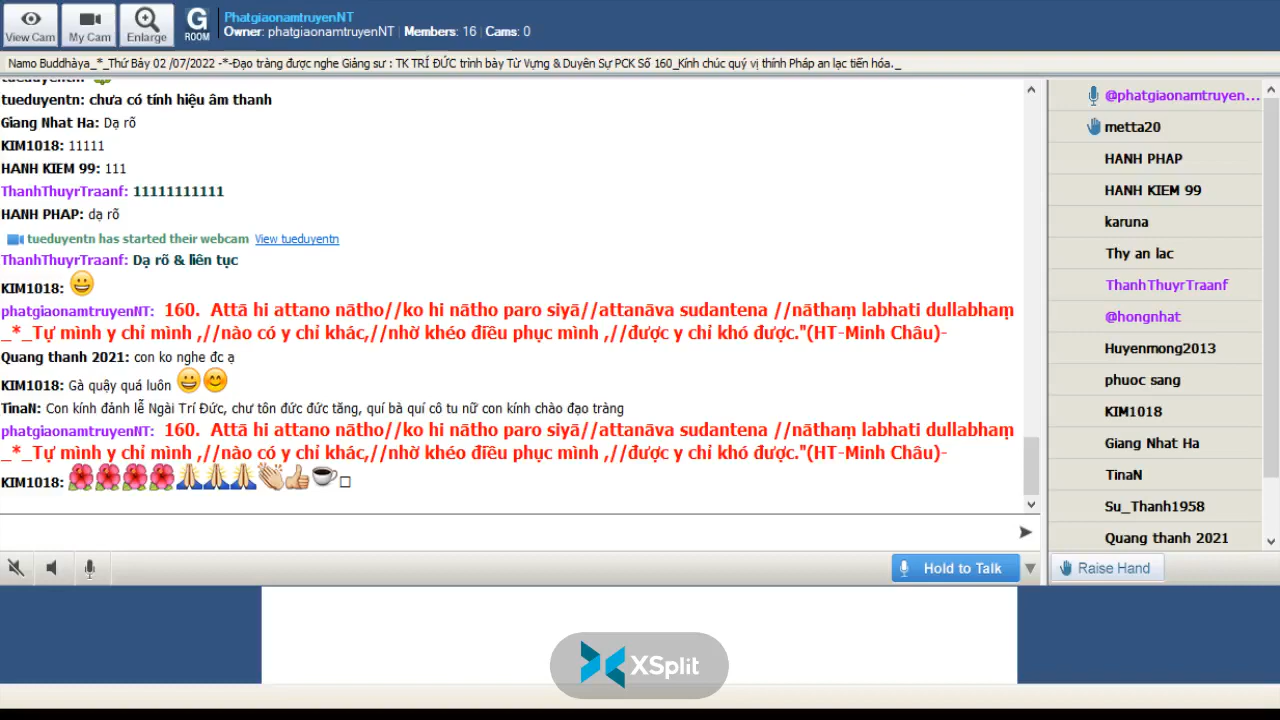 View Cam
My Cam
Enlarge
G
ROOM
PhatgiaonamtruyenNT
Owner: phatgiaonamtruyenNT Members: 16 Cams: 0
Namo Buddhàya_*_Thứ Bảy 02 /07/2022 -*-Đạo tràng được nghe Giảng sư : TK TRÍ ĐỨC trình bày Từ Vựng & Duyên Sự PCK Số 160_Kính chúc quý vị thính Pháp an lạc tiến hóa._
tueduyentn: chưa có tính hiệu âm thanh
Giang Nhat Ha: Dạ rõ
KIM1018: 11111
HANH KIEM 99: 111
ThanhThuyrTraanf: 11111111111
HANH PHAP: dạ rõ
tueduyentn has started their webcam View tueduyentn
ThanhThuyrTraanf: Dạ rõ & liên tục
KIM1018: 😀
phatgiaonamtruyenNT: 160. Attā hi attano nātho//ko hi nātho paro siyā//attanāva sudantena //nāthaṃ labhati dullabhaṃ
_*_Tự mình y chỉ mình ,//nào có y chỉ khác,//nhờ khéo điều phục mình ,//được y chỉ khó được."(HT-Minh Châu)-
Quang thanh 2021: con ko nghe đc ạ
KIM1018: Gà quậy quá luôn 😀😊
TinaN: Con kính đảnh lễ Ngài Trí Đức, chư tôn đức đức tăng, quí bà quí cô tu nữ con kính chào đạo tràng
phatgiaonamtruyenNT: 160. Attā hi attano nātho//ko hi nātho paro siyā//attanāva sudantena //nāthaṃ labhati dullabhaṃ
_*_Tự mình y chỉ mình ,//nào có y chỉ khác,//nhờ khéo điều phục mình ,//được y chỉ khó được."(HT-Minh Châu)-
KIM1018: 🌺🌺🌺🌺🙏🙏🙏👏👍☕
@phatgiaonamtruyen...
metta20
HANH PHAP
HANH KIEM 99
karuna
Thy an lac
ThanhThuyrTraanf
@hongnhat
Huyenmong2013
phuoc sang
KIM1018
Giang Nhat Ha
TinaN
Su_Thanh1958
Quang thanh 2021
Hold to Talk
Raise Hand
XSplit